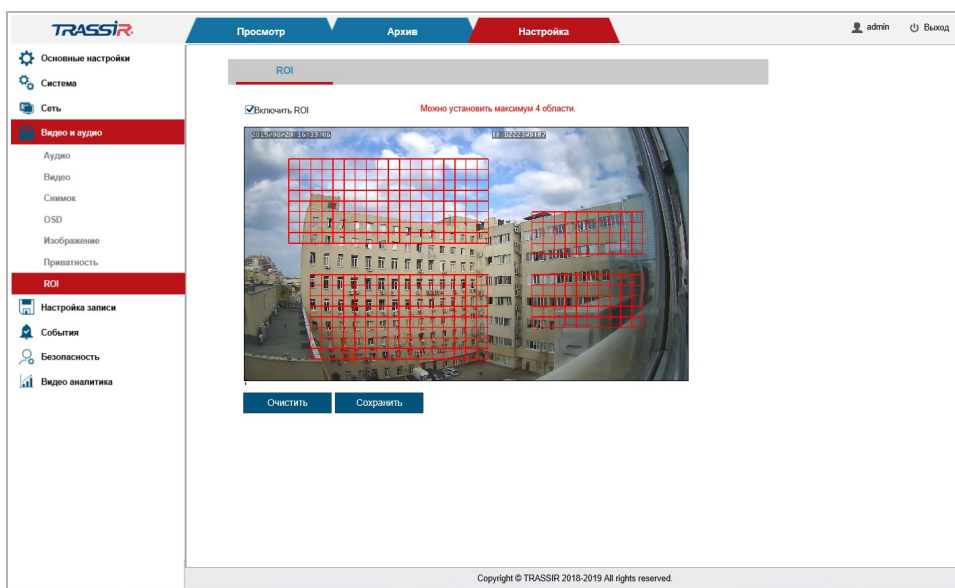 TRASSIR
Просмотр
Архив
Настройка
admin
Выход
Основные настройки
Система
Сеть
Видео и аудио
Аудио
Видео
Снимок
OSD
Изображение
Приватность
ROI
Настройка записи
События
Безопасность
Видео аналитика
ROI
Включить ROI
Можно установить максимум 4 области.
Очистить
Сохранить
Copyright © TRASSIR 2018-2019 All rights reserved.